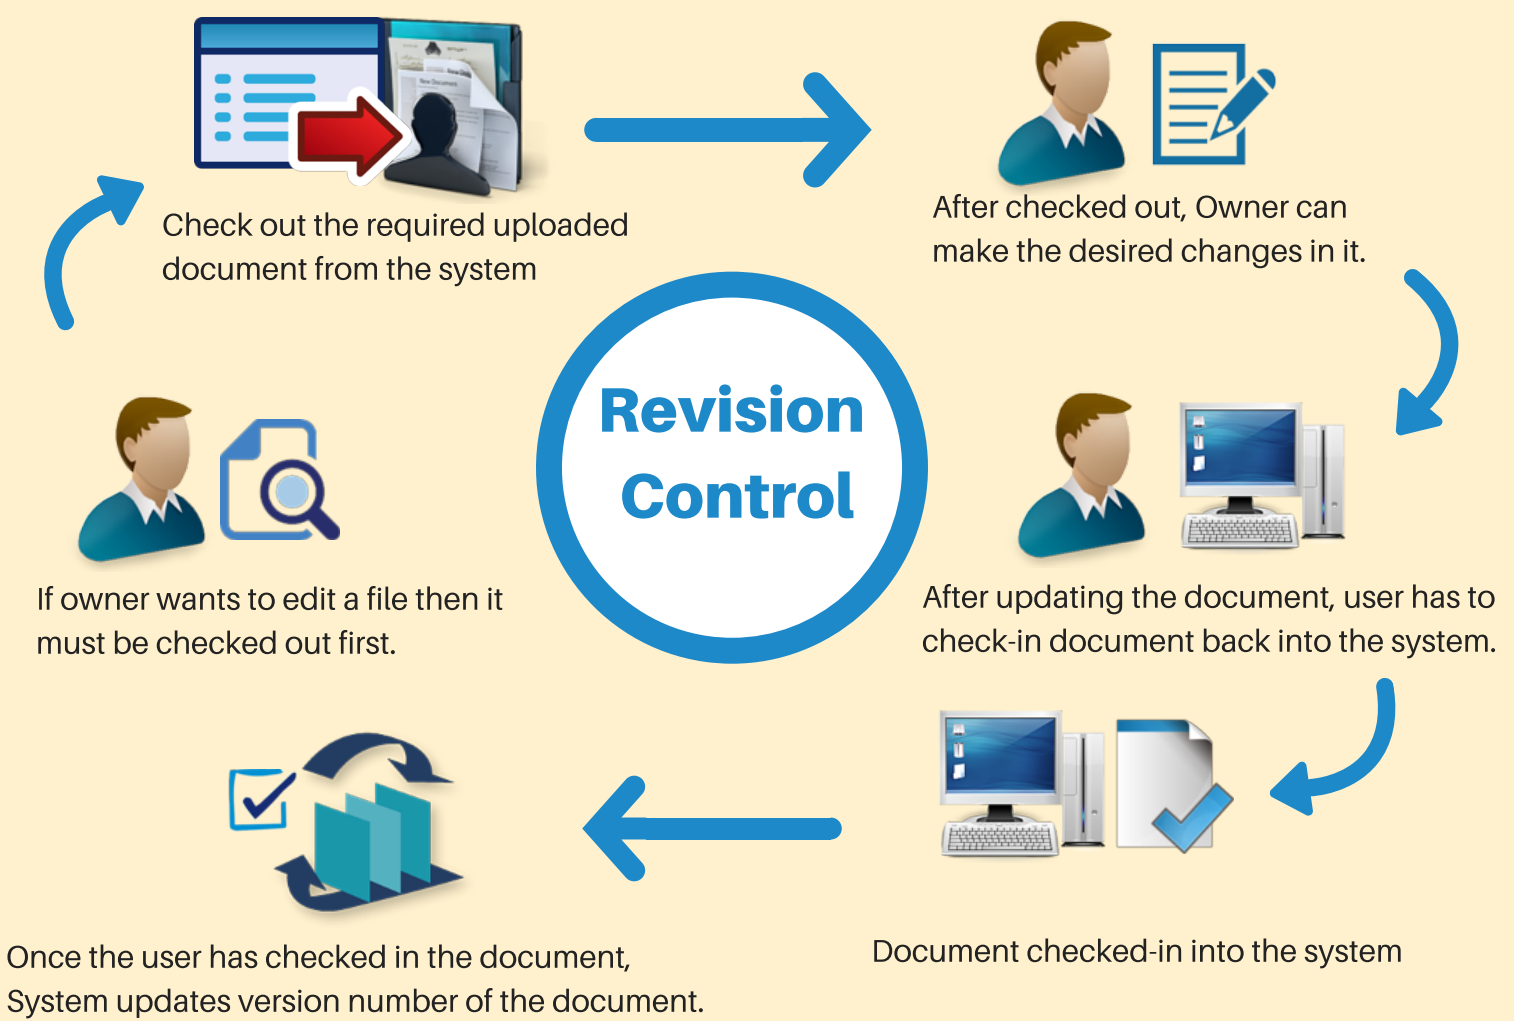 Check out the required uploaded
document from the system
After checked out, Owner can
make the desired changes in it.
Revision
Control
If owner wants to edit a file then it
must be checked out first.
After updating the document, user has to
check-in document back into the system.
Once the user has checked in the document,
System updates version number of the document.
Document checked-in into the system